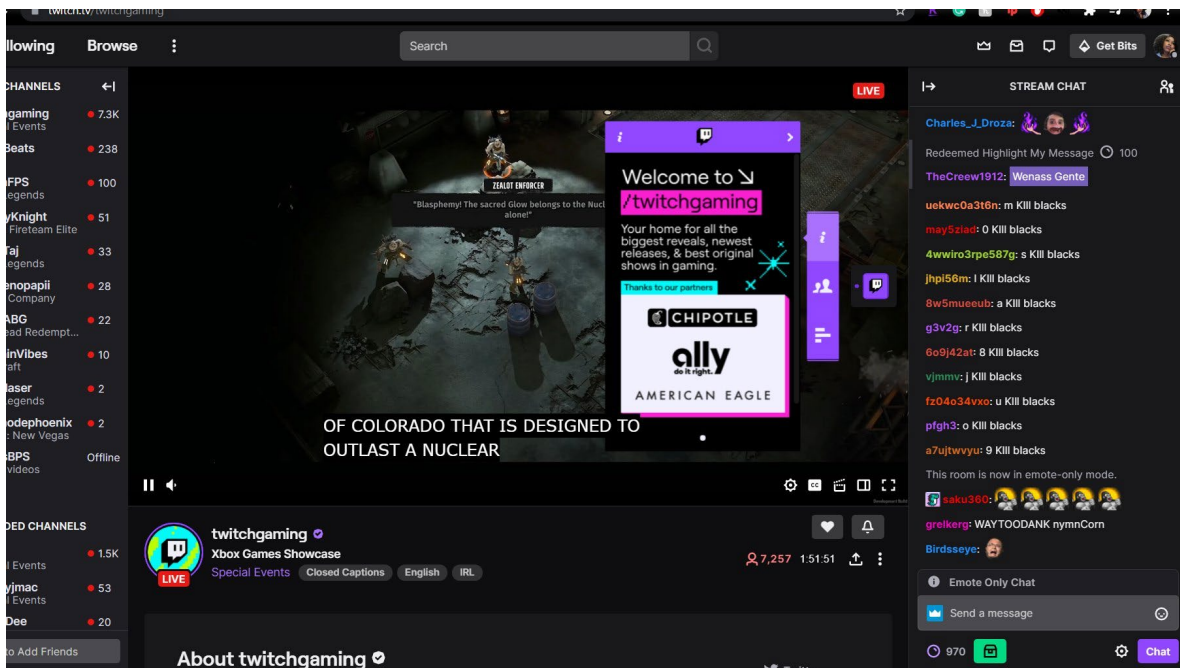 twitch.tv/twitchgaming
llowing Browse Search Get Bits
CHANNELS
gaming 7.3K
l Events
Beats 238
FPS 100
egends
yKnight 51
Fireteam Elite
Taj 33
egends
enopapii 28
Company
ABG 22
ead Redempt...
inVibes 10
aft
laser 2
egends
odephoenix 2
: New Vegas
sBPS Offline
videos
DED CHANNELS
1.5K
l Events
yjmac 53
l Events
Dee 20
to Add Friends
LIVE
ZEALOT ENFORCER
"Blasphemy! The sacred Glow belongs to the Nucl
alone!"
i
Welcome to
/twitchgaming
Your home for all the
biggest reveals, newest
releases, & best original
shows in gaming.
Thanks to our partners
CHIPOTLE
ally
do it right.
AMERICAN EAGLE
i
OF COLORADO THAT IS DESIGNED TO
OUTLAST A NUCLEAR
CC
Development Build
twitchgaming
Xbox Games Showcase
Special Events Closed Captions English IRL
LIVE
7,257 1:51:51
About twitchgaming
STREAM CHAT
Charles_J_Droza:
Redeemed Highlight My Message 100
TheCreew1912: Wenass Gente
uekwc0a3t6n: m KIll blacks
may5ziad: 0 KIll blacks
4wwiro3rpe587g: s KIll blacks
jhpi56m: l KIll blacks
8w5mueeub: a KIll blacks
g3v2g: r KIll blacks
6o9j42at: 8 KIll blacks
vjmmv: j KIll blacks
fz04o34vxo: u KIll blacks
pfgh3: o KIll blacks
a7ujtwvyu: 9 KIll blacks
This room is now in emote-only mode.
saku360:
grelkerg: WAYTOODANK nymnCorn
Birdsseye:
Emote Only Chat
Send a message
970 Chat